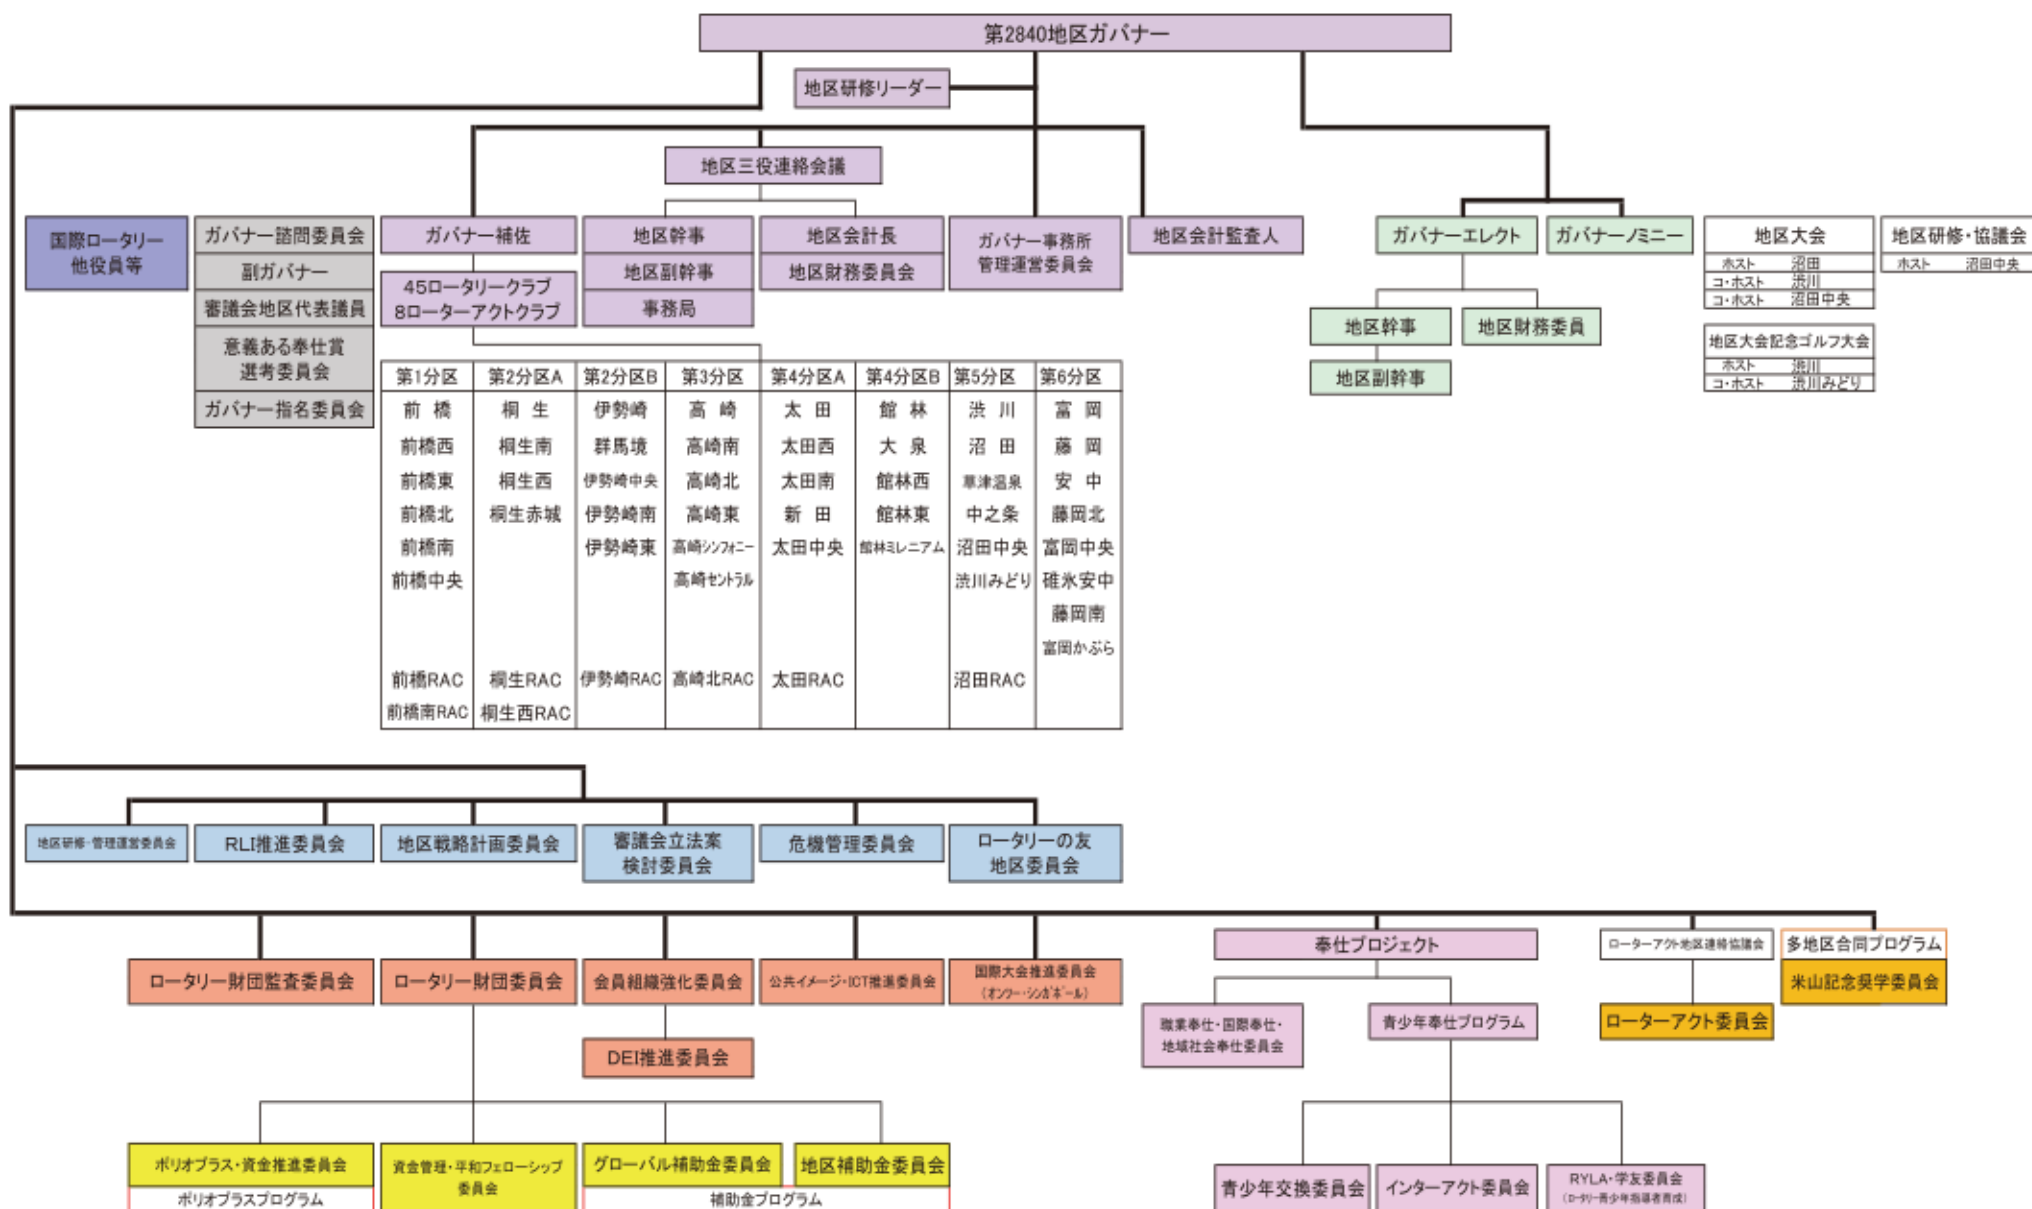 第2840地区ガバナー
地区研修リーダー
地区三役連絡会議
国際ロータリー
他役員等
ガバナー諮問委員会
副ガバナー
審議会地区代表議員
意義ある奉仕賞
選考委員会
ガバナー指名委員会
ガバナー補佐
45ロータリークラブ
8ローターアクトクラブ
地区幹事
地区副幹事
事務局
地区会計長
地区財務委員会
ガバナー事務所
管理運営委員会
地区会計監査人
ガバナーエレクト
ガバナーノミニー
地区幹事
地区財務委員
地区副幹事
地区大会
ホスト 沼田
コ・ホスト 渋川
コ・ホスト 沼田中央
地区研修・協議会
ホスト 沼田中央
地区大会記念ゴルフ大会
ホスト 渋川
コ・ホスト 渋川みどり
第1分区 第2分区A 第2分区B 第3分区 第4分区A 第4分区B 第5分区 第6分区
前橋 桐生 伊勢崎 高崎 太田 館林 渋川 富岡
前橋西 桐生南 群馬境 高崎南 太田西 大泉 沼田 藤岡
前橋東 桐生西 伊勢崎中央 高崎北 太田南 館林西 草津温泉 安中
前橋北 桐生赤城 伊勢崎南 高崎東 新田 館林東 中之条 藤岡北
前橋南 伊勢崎東 高崎シンフォニー 太田中央 館林ミレニアム 沼田中央 富岡中央
前橋中央 高崎セントラル 渋川みどり 碓氷安中
藤岡南
富岡かぶら
前橋RAC 桐生RAC 伊勢崎RAC 高崎北RAC 太田RAC 沼田RAC
前橋南RAC 桐生西RAC
地区研修・管理運営委員会
RLI推進委員会
地区戦略計画委員会
審議会立法案
検討委員会
危機管理委員会
ロータリーの友
地区委員会
ロータリー財団監査委員会
ロータリー財団委員会
会員組織強化委員会
公共イメージ・ICT推進委員会
国際大会推進委員会
(オンツー・シンガポール)
奉仕プロジェクト
ローターアクト地区連絡協議会
多地区合同プログラム
米山記念奨学委員会
職業奉仕・国際奉仕・
地域社会奉仕委員会
青少年奉仕プログラム
ローターアクト委員会
DEI推進委員会
ポリオプラス・資金推進委員会
ポリオプラスプログラム
資金管理・平和フェローシップ
委員会
グローバル補助金委員会
地区補助金委員会
補助金プログラム
青少年交換委員会
インターアクト委員会
RYLA・学友委員会
(ロータリー青少年指導者育成)